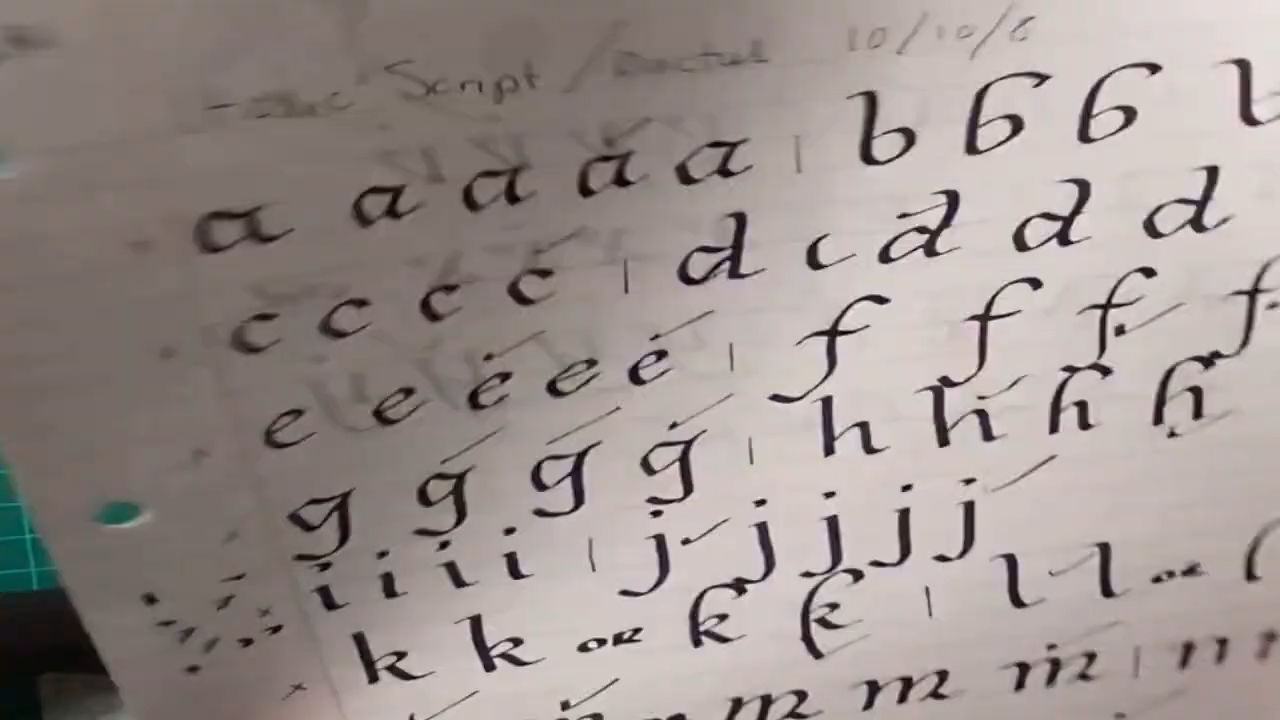 Script / 10/10/
a a a a a | b b b
c c c c | d c d d d
e e e e e | f f f f
g g g g | h h h h
i i i i | j j j j j
k k OR k k | l l OR
m m m | n